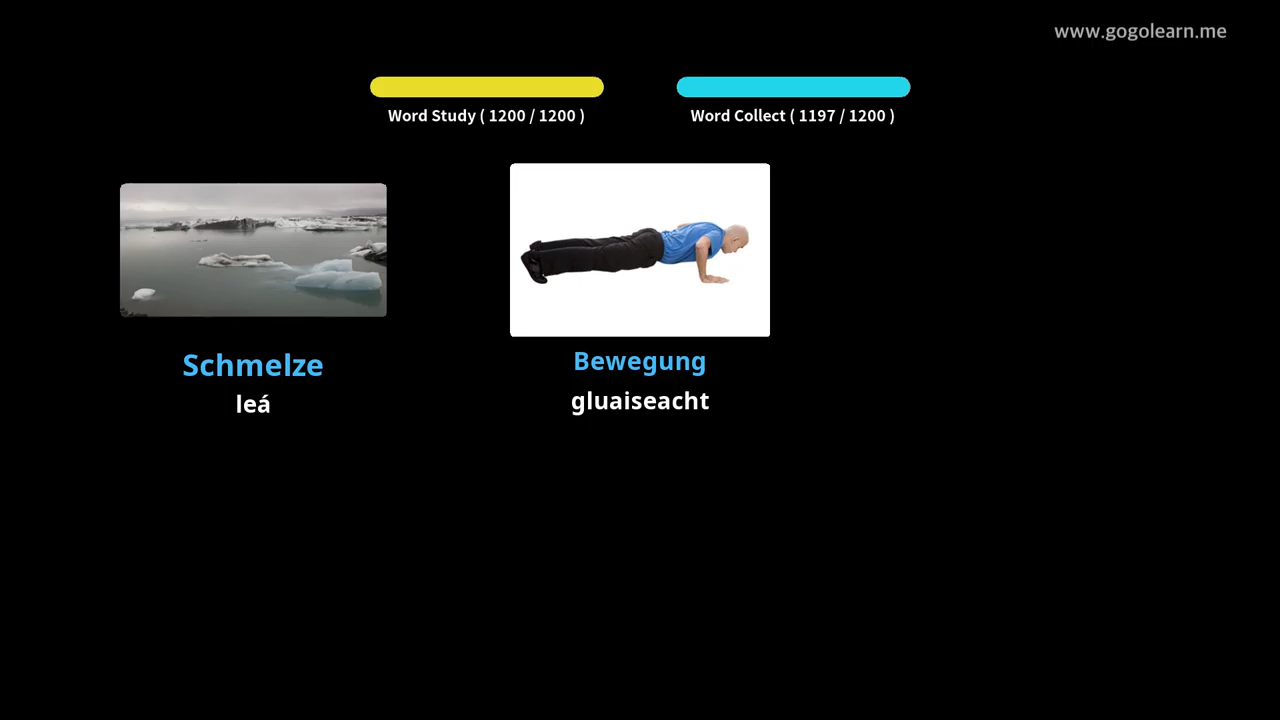 www.gogolearn.me
Word Study ( 1200 / 1200 )
Word Collect ( 1197 / 1200 )
Schmelze
leá
Bewegung
gluaiseacht